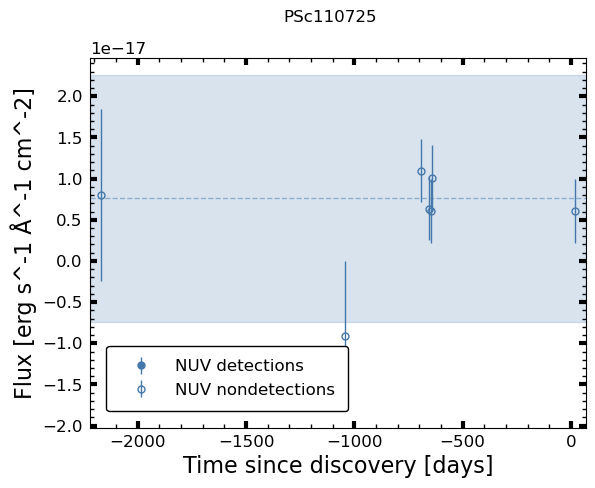 PSc110725
1e−17
2.0
1.5
1.0
0.5
0.0
−0.5
−1.0
−1.5
−2.0
Flux [erg s^-1 Å^-1 cm^-2]
NUV detections
NUV nondetections
−2000 −1500 −1000 −500 0
Time since discovery [days]